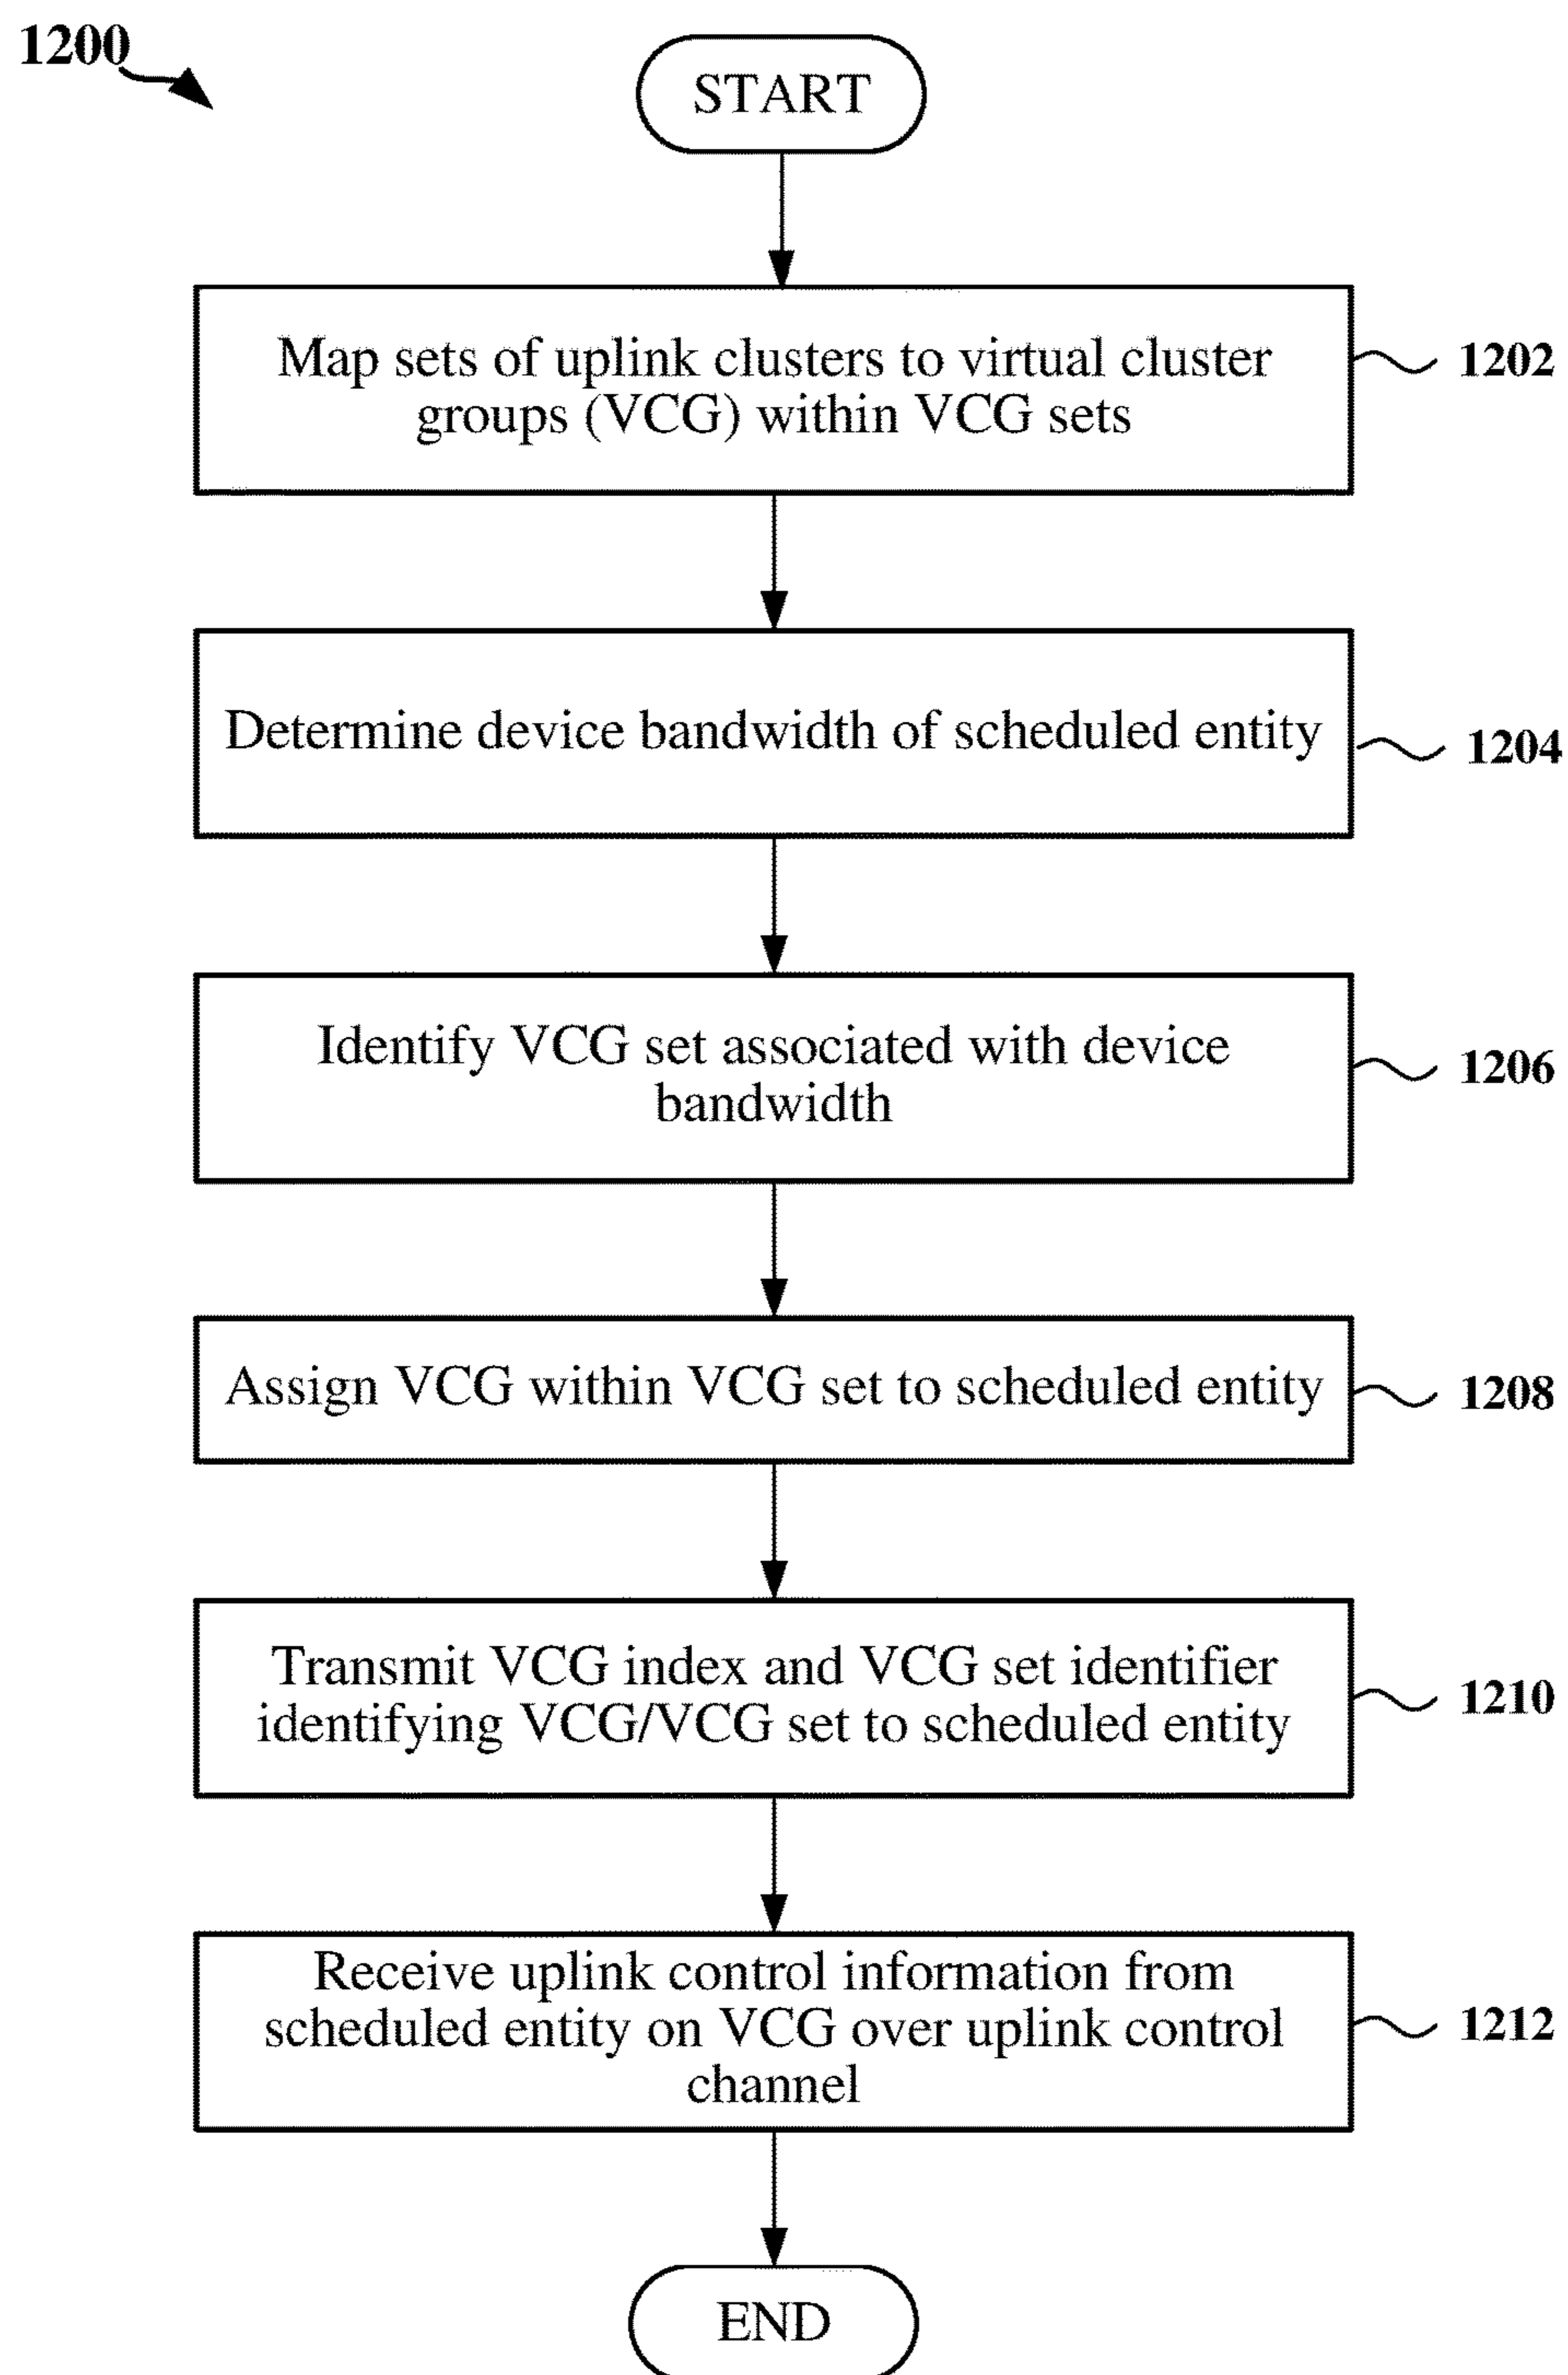 1200
START
Map sets of uplink clusters to virtual cluster
groups (VCG) within VCG sets
1202
Determine device bandwidth of scheduled entity
1204
Identify VCG set associated with device
bandwidth
1206
Assign VCG within VCG set to scheduled entity
1208
Transmit VCG index and VCG set identifier
identifying VCG/VCG set to scheduled entity
1210
Receive uplink control information from
scheduled entity on VCG over uplink control
channel
1212
END